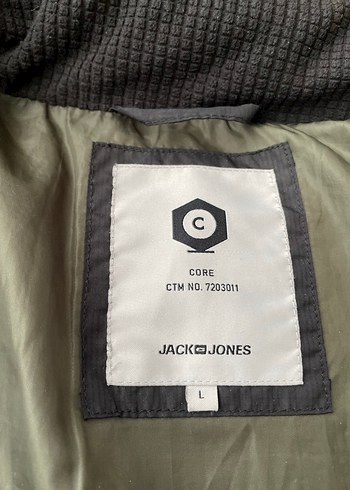 C
CORE
CTM NO. 7203011
JACK JONES
L